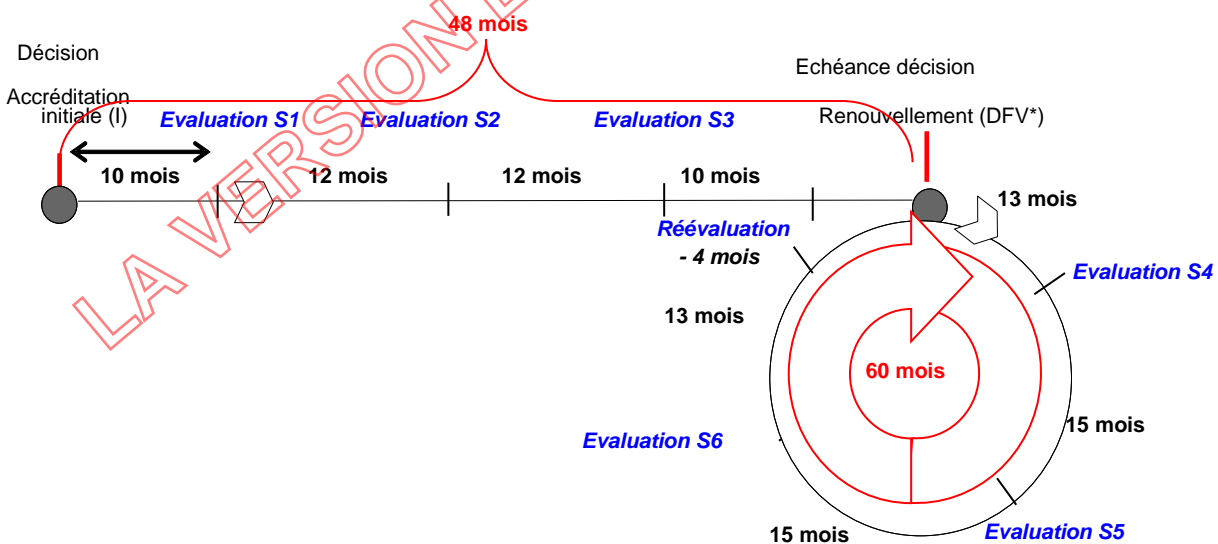 48 mois
Décision
Echéance décision
Accréditation
initiale (I)
Evaluation S1
Evaluation S2
Evaluation S3
Renouvellement (DFV*)
10 mois
12 mois
12 mois
10 mois
13 mois
Réévaluation
- 4 mois
Evaluation S4
13 mois
60 mois
15 mois
Evaluation S6
15 mois
Evaluation S5
LA VERSION